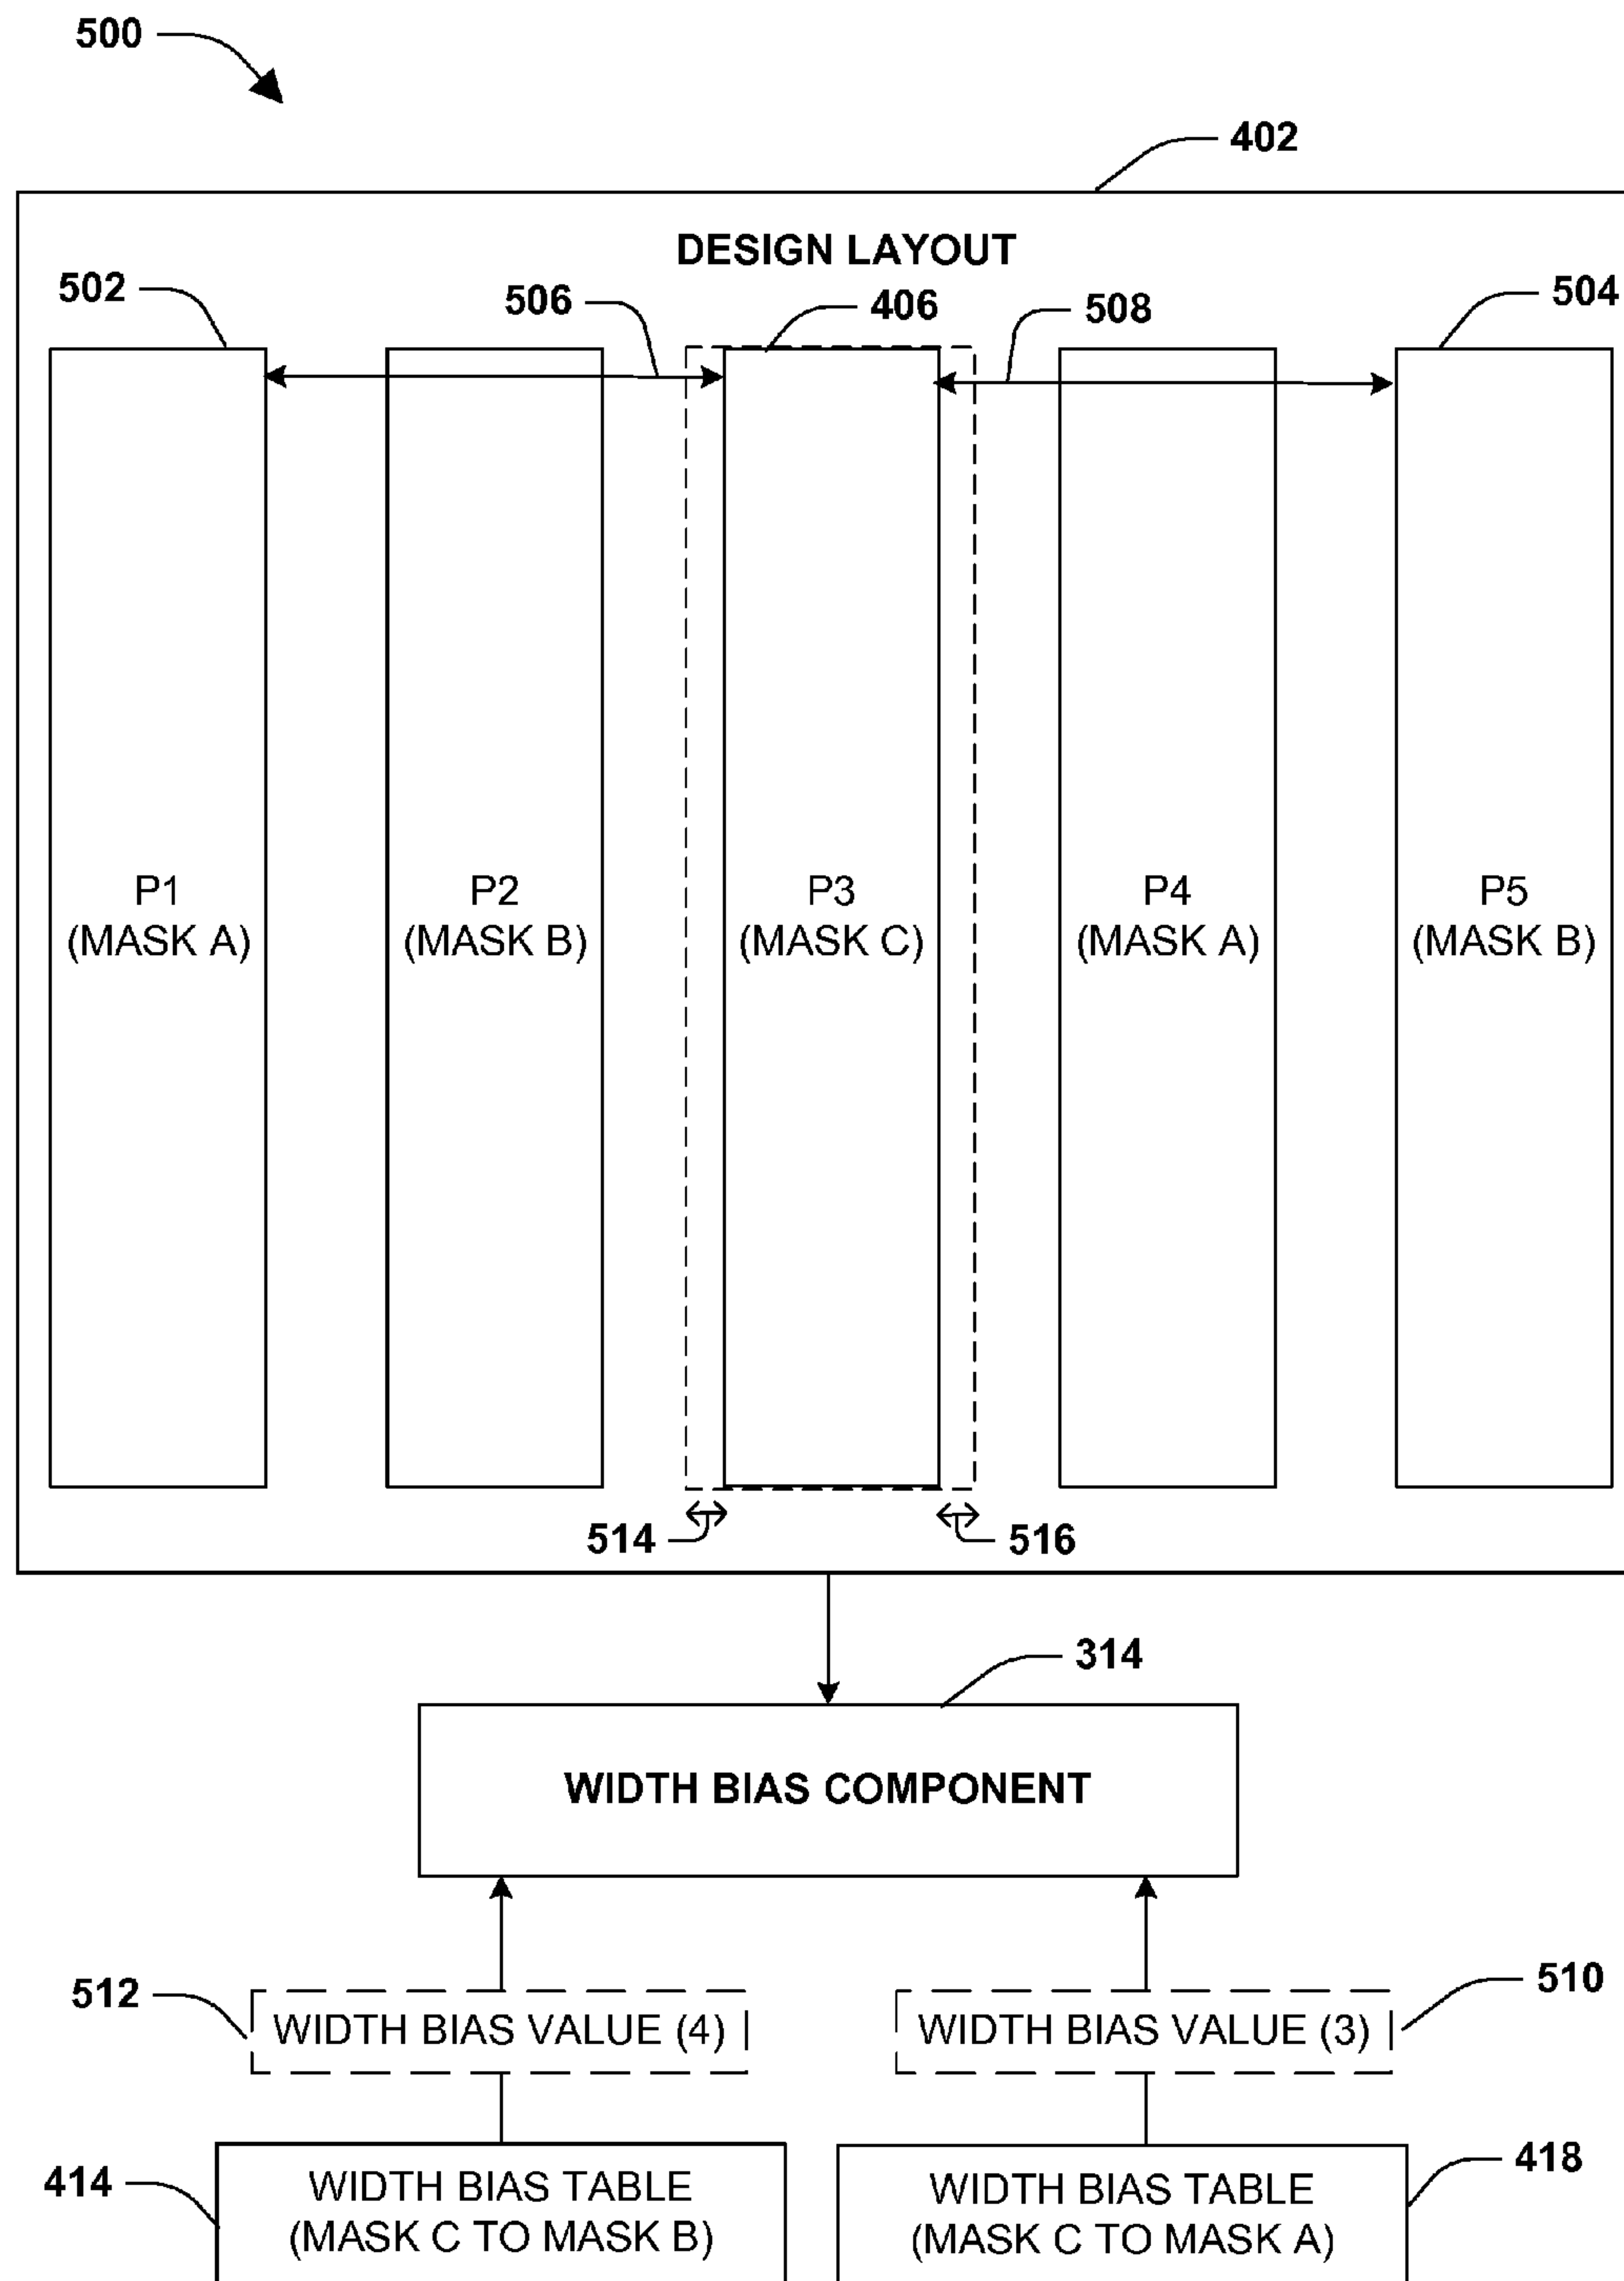 500
402
DESIGN LAYOUT
502
506
406
508
504
P1
(MASK A)
P2
(MASK B)
P3
(MASK C)
P4
(MASK A)
P5
(MASK B)
514
516
314
WIDTH BIAS COMPONENT
512
WIDTH BIAS VALUE (4)
WIDTH BIAS VALUE (3)
510
414
WIDTH BIAS TABLE
(MASK C TO MASK B)
WIDTH BIAS TABLE
(MASK C TO MASK A)
418